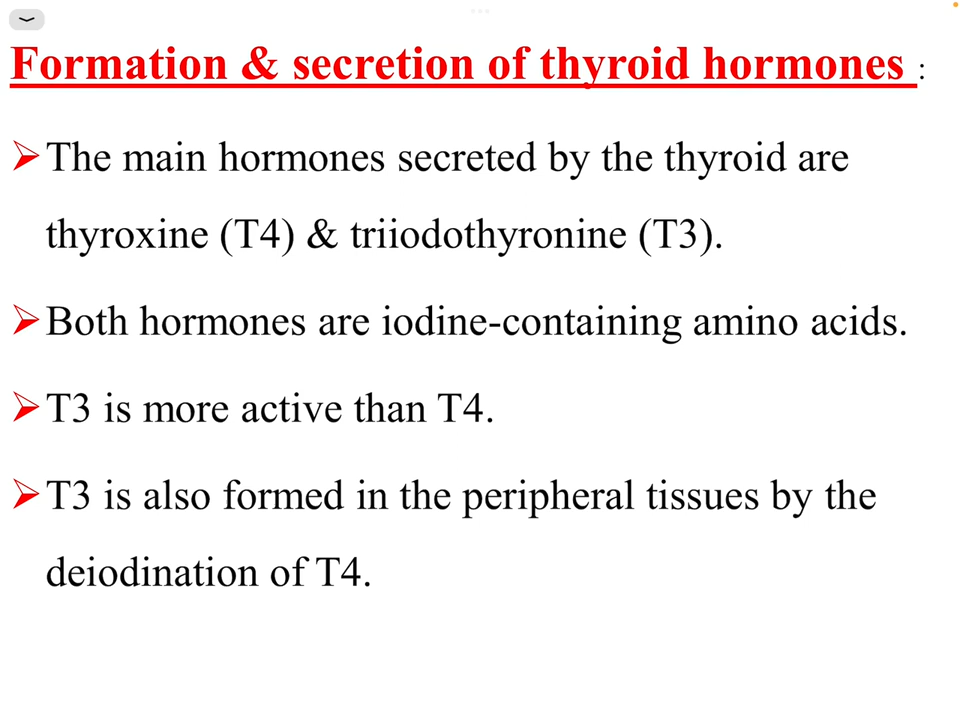 Formation & secretion of thyroid hormones :
➢The main hormones secreted by the thyroid are
thyroxine (T4) & triiodothyronine (T3).
➢Both hormones are iodine-containing amino acids.
➢T3 is more active than T4.
➢T3 is also formed in the peripheral tissues by the
deiodination of T4.